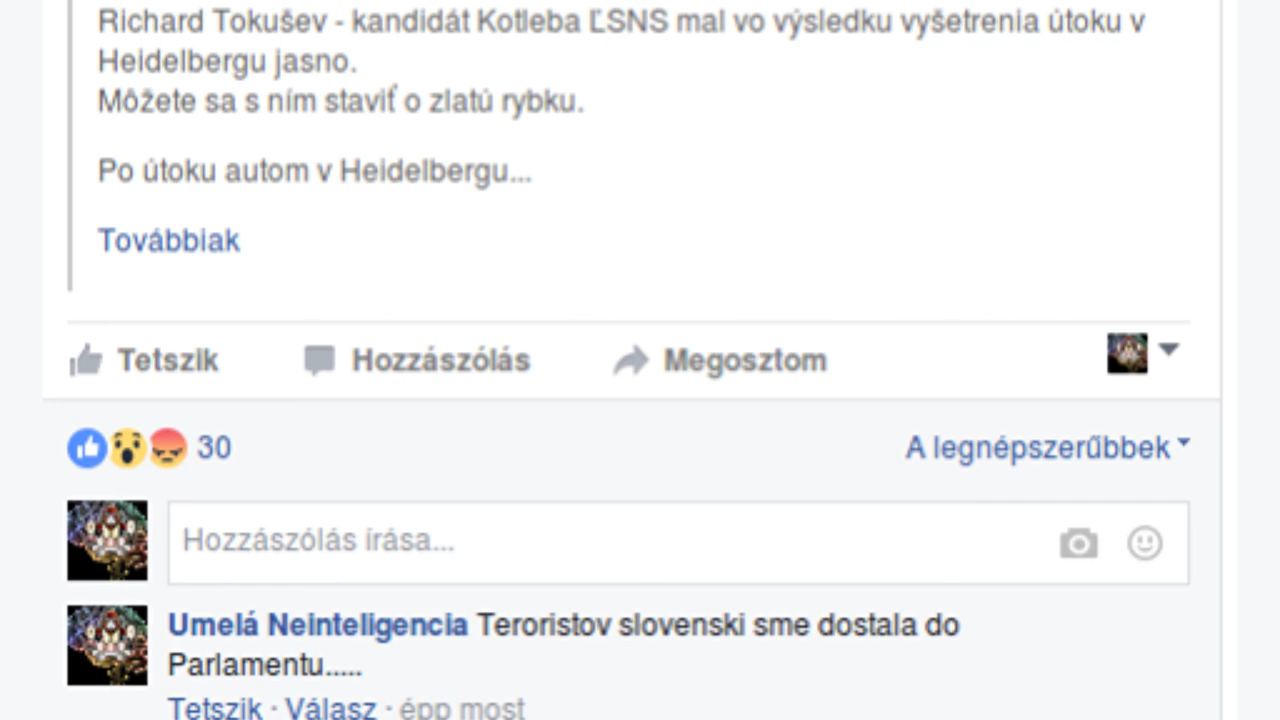 Richard Tokušev - kandidát Kotleba ĽSNS mal vo výsledku vyšetrenia útoku v
Heidelbergu jasno.
Môžete sa s ním staviť o zlatú rybku.
Po útoku autom v Heidelbergu...
Továbbiak
Tetszik Hozzászólás Megosztom
30 A legnépszerűbbek
Hozzászólás írása...
Umelá Neinteligencia Teroristov slovenski sme dostala do
Parlamentu.....
Tetszik · Válasz · épp most